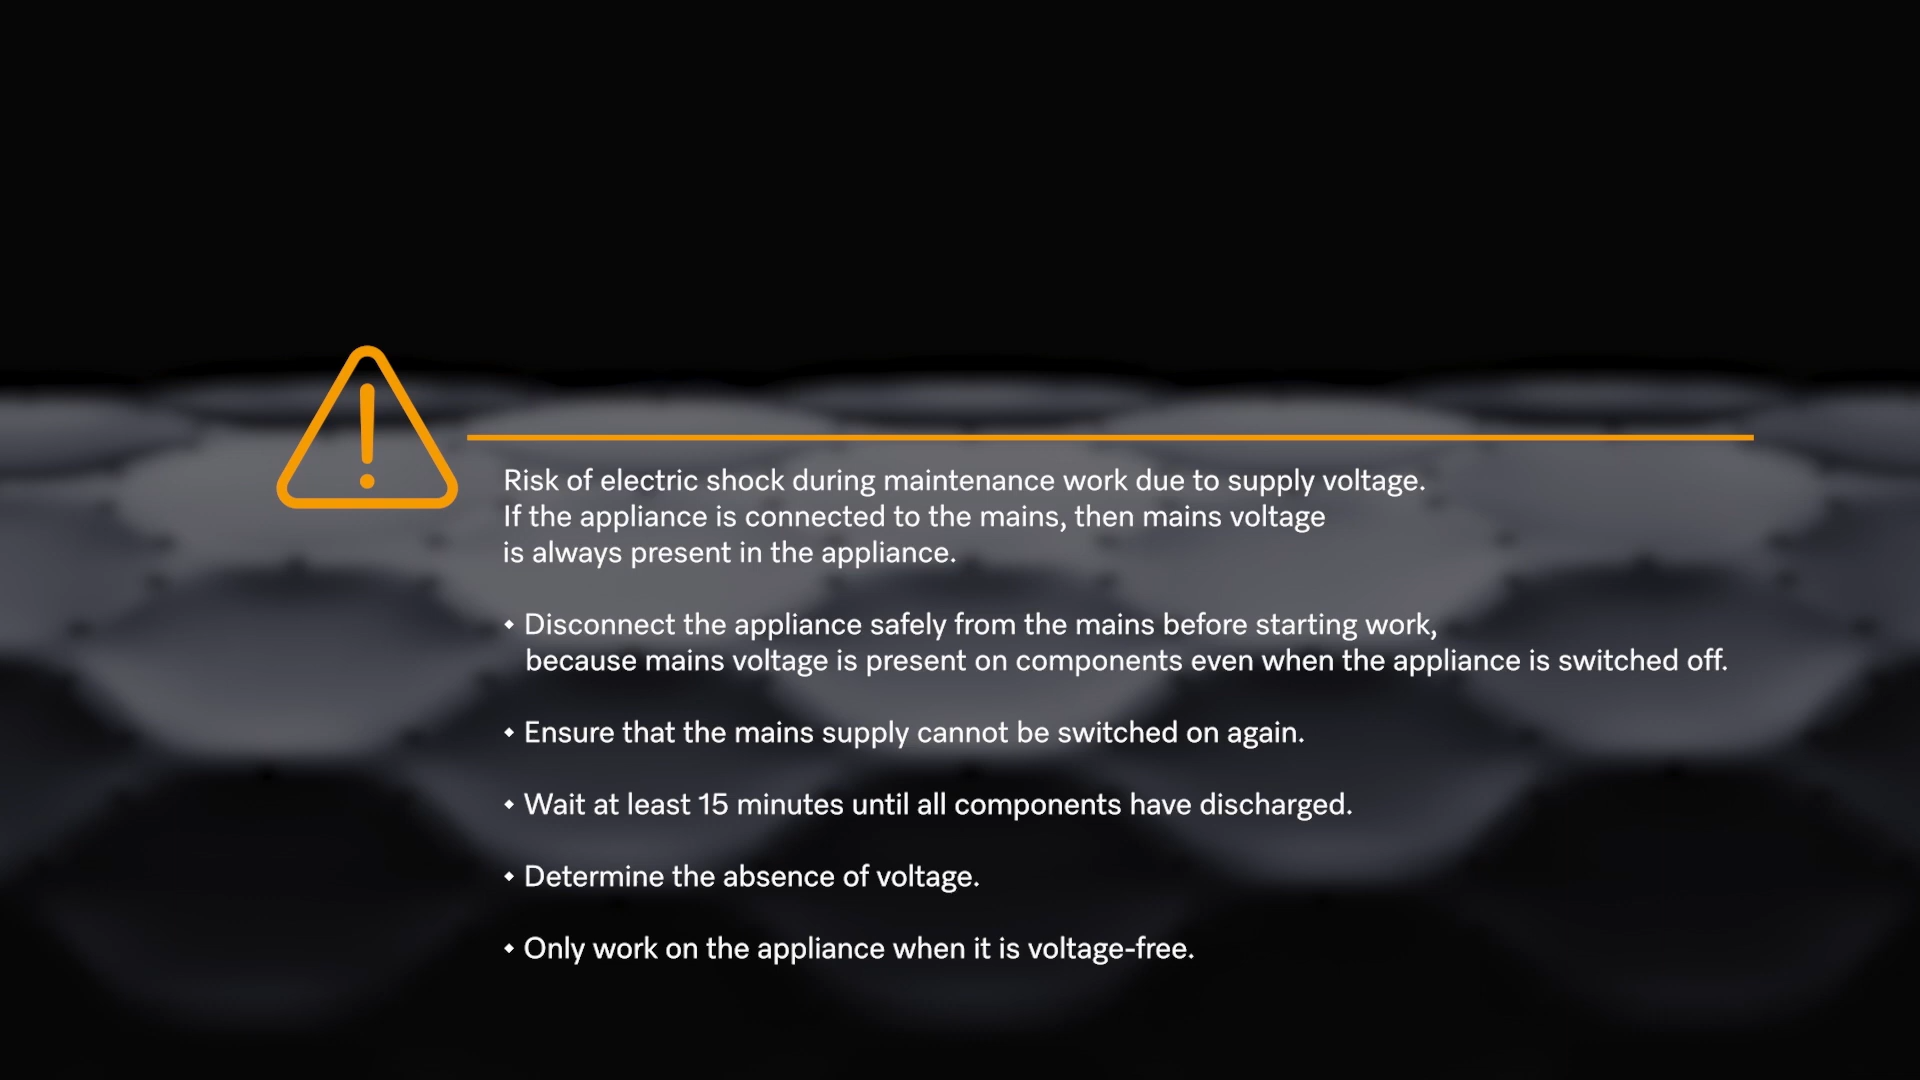 Risk of electric shock during maintenance work due to supply voltage.
If the appliance is connected to the mains, then mains voltage
is always present in the appliance.
• Disconnect the appliance safely from the mains before starting work,
because mains voltage is present on components even when the appliance is switched off.
• Ensure that the mains supply cannot be switched on again.
• Wait at least 15 minutes until all components have discharged.
• Determine the absence of voltage.
• Only work on the appliance when it is voltage-free.